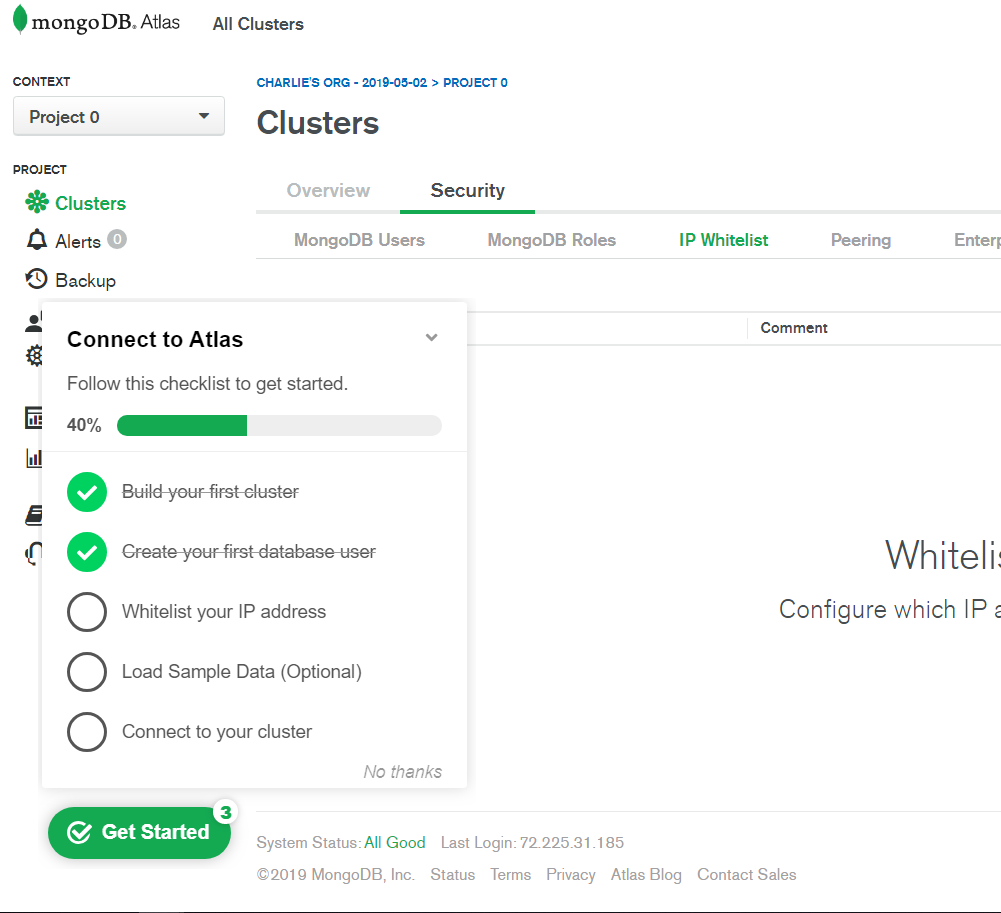 mongoDB. Atlas
All Clusters
CONTEXT
Project 0
PROJECT
Clusters
Alerts 0
Backup
CHARLIE'S ORG - 2019-05-02 > PROJECT 0
Clusters
Overview
Security
MongoDB Users
MongoDB Roles
IP Whitelist
Peering
Enterp
Comment
Connect to Atlas
Follow this checklist to get started.
40%
Build your first cluster
Create your first database user
Whitelist your IP address
Load Sample Data (Optional)
Connect to your cluster
No thanks
Get Started
3
Whitelis
Configure which IP a
System Status: All Good Last Login: 72.225.31.185
©2019 MongoDB, Inc. Status Terms Privacy Atlas Blog Contact Sales